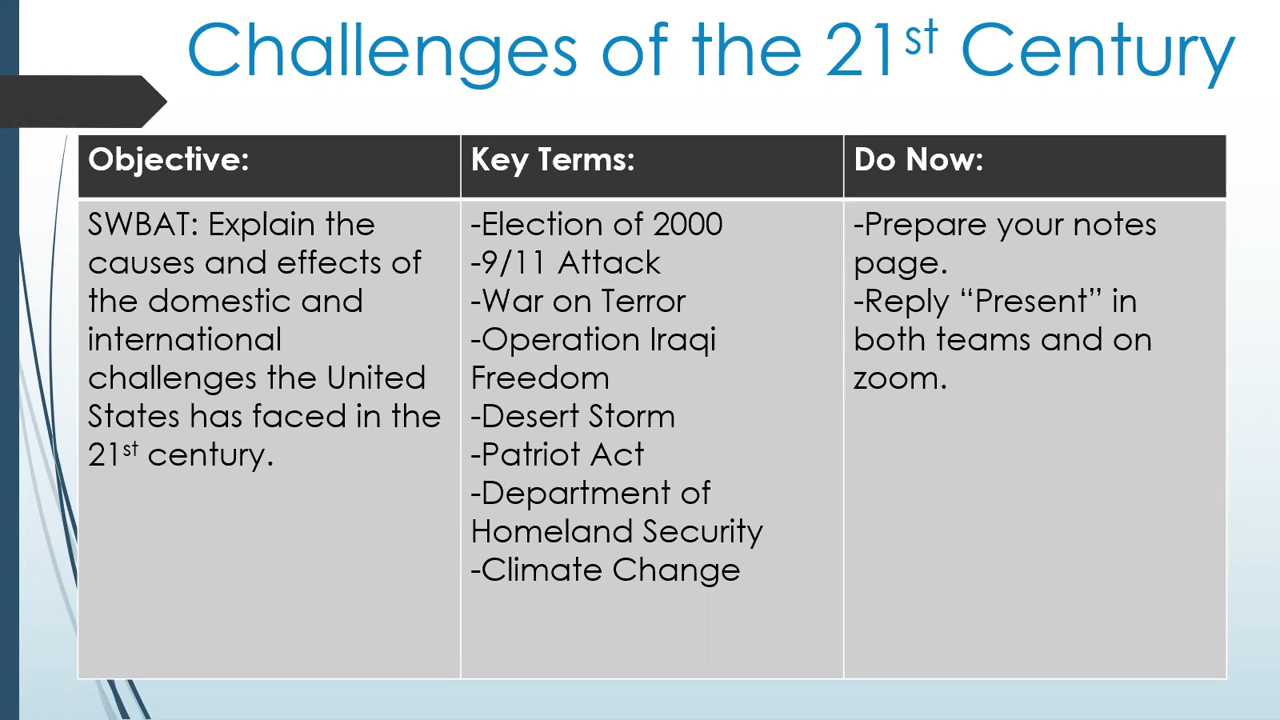 Challenges of the 21st Century
Objective:
SWBAT: Explain the
causes and effects of
the domestic and
international
challenges the United
States has faced in the
21st century.
Key Terms:
-Election of 2000
-9/11 Attack
-War on Terror
-Operation Iraqi
Freedom
-Desert Storm
-Patriot Act
-Department of
Homeland Security
-Climate Change
Do Now:
-Prepare your notes
page.
-Reply “Present” in
both teams and on
zoom.